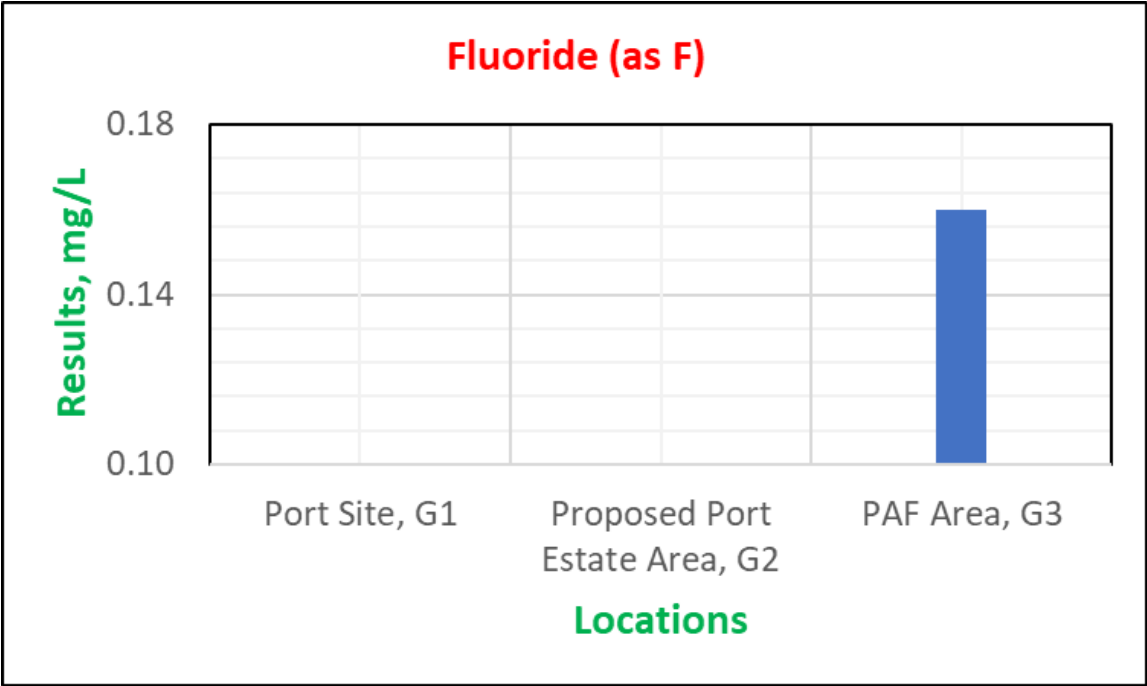 Fluoride (as F)
Results, mg/L
0.18
0.14
0.10
Port Site, G1
Proposed Port
Estate Area, G2
PAF Area, G3
Locations